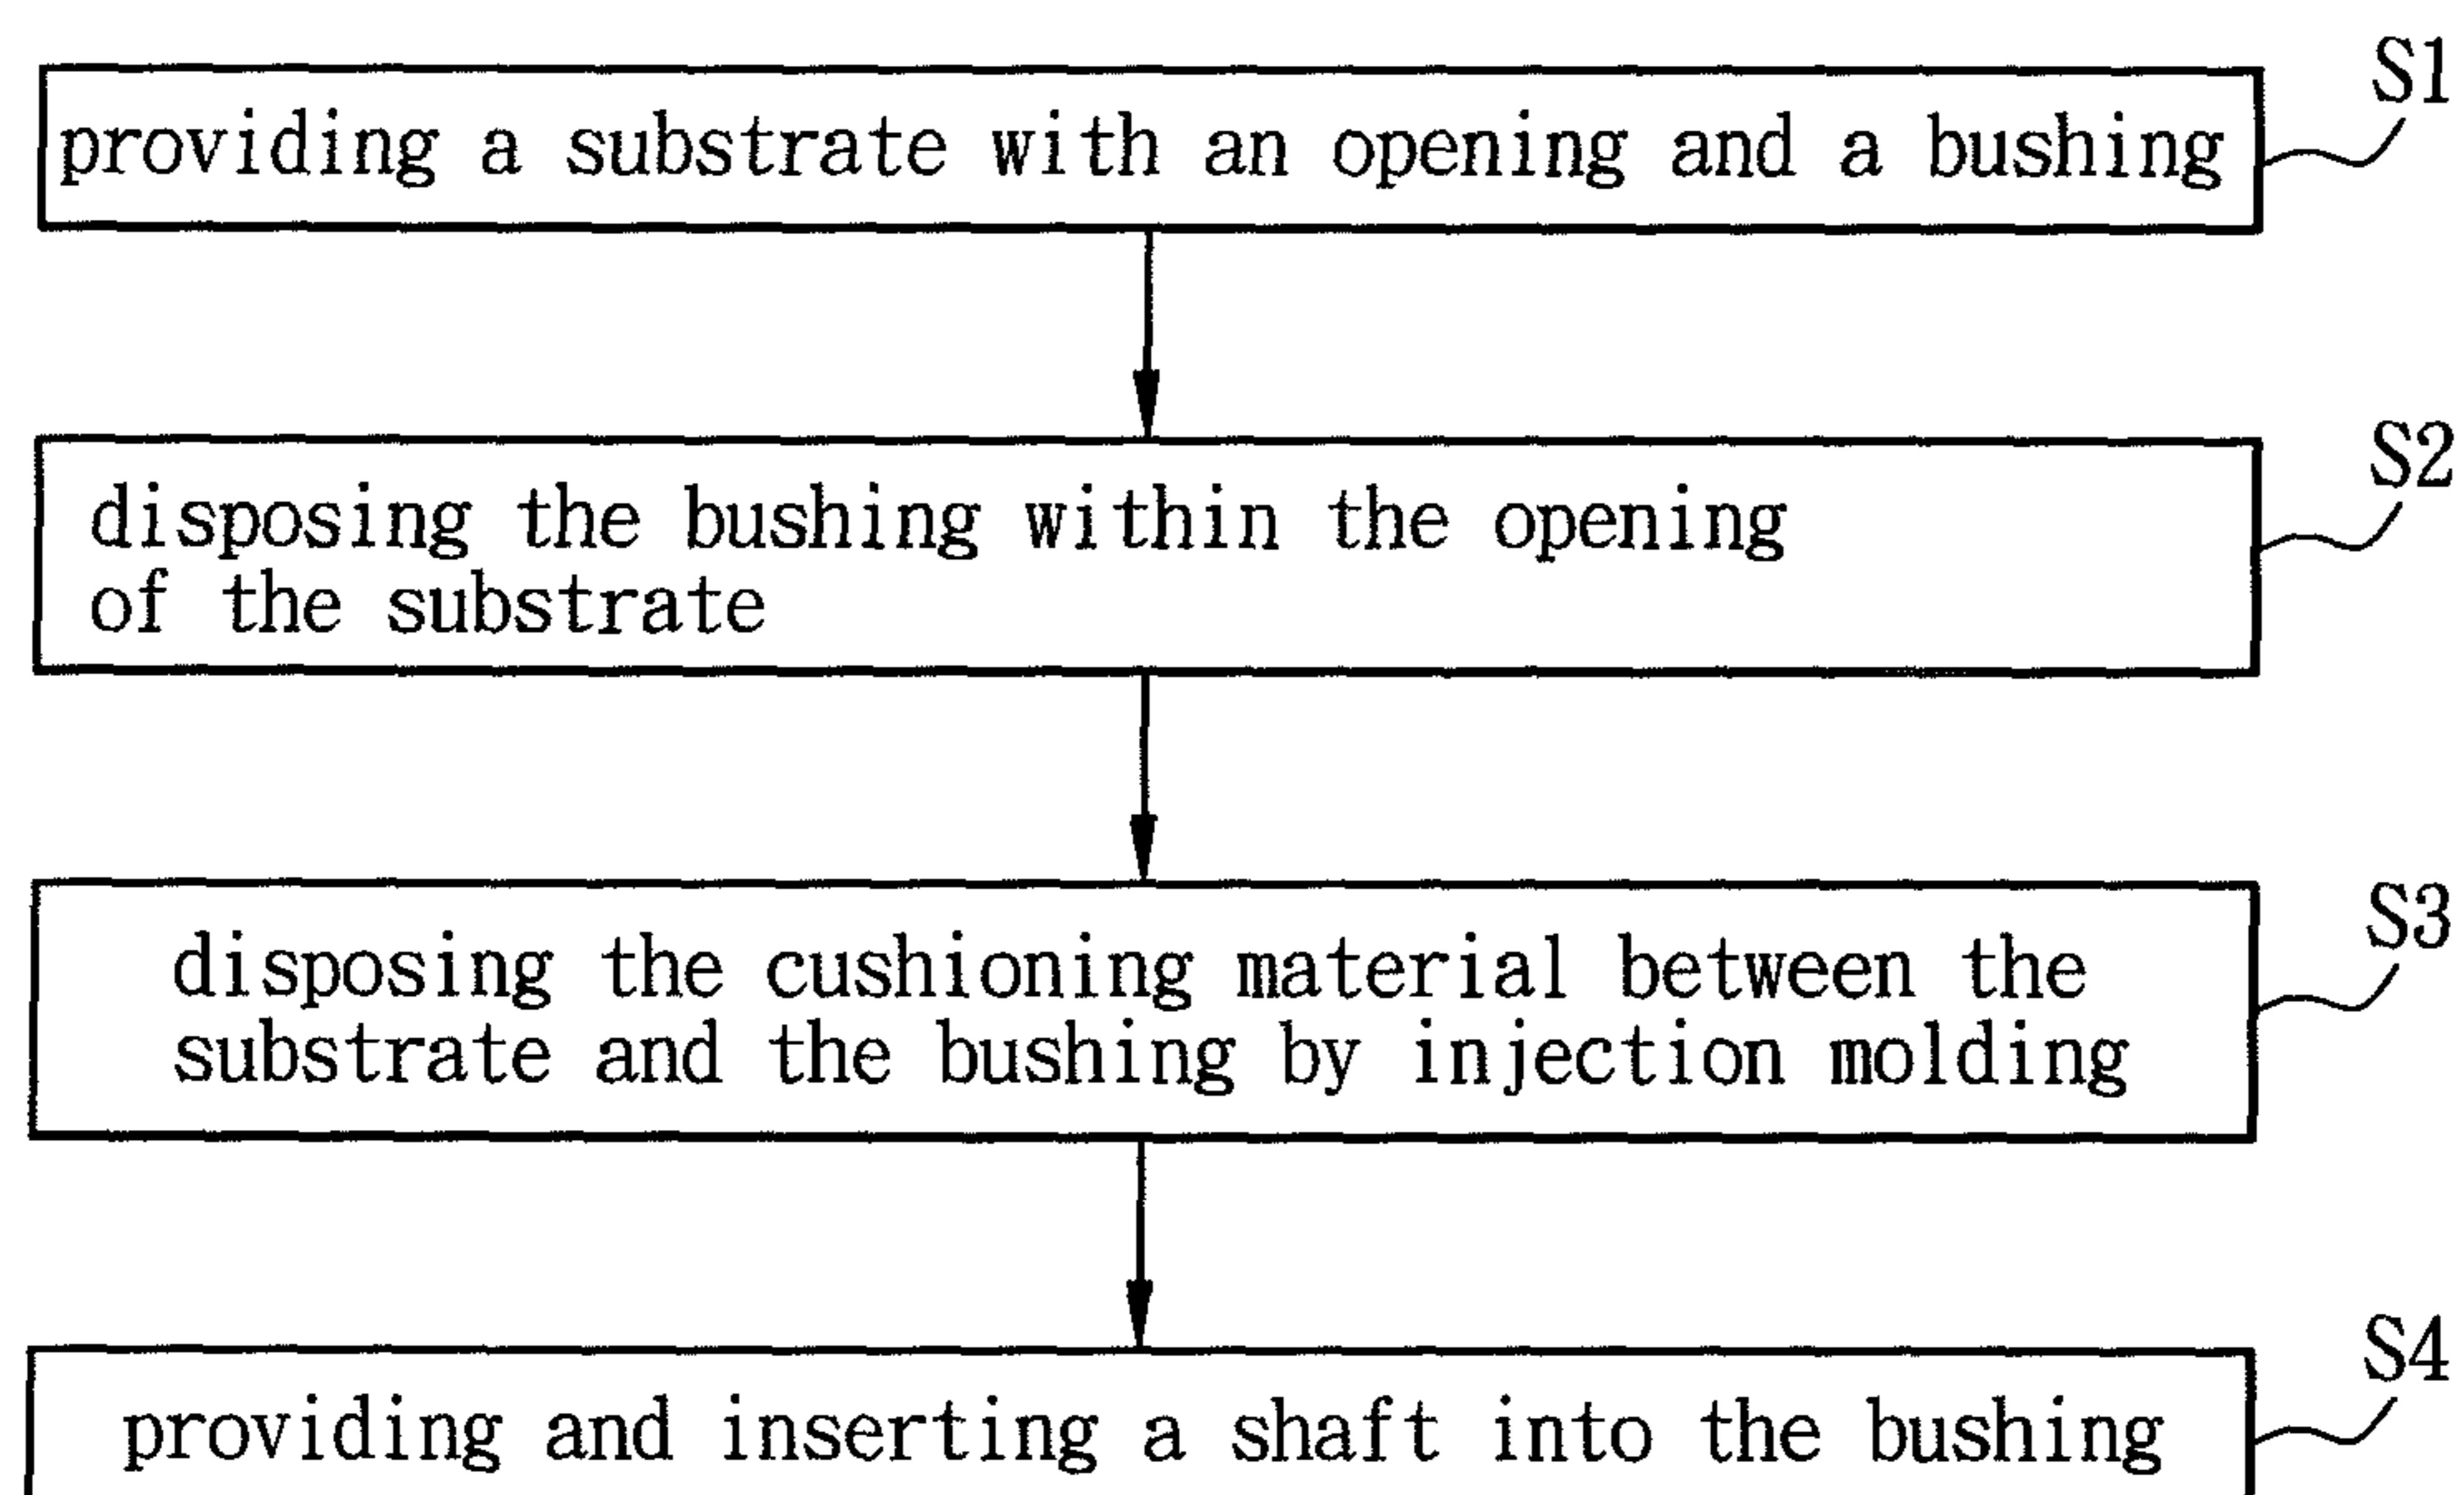 S1
providing a substrate with an opening and a bushing
S2
disposing the bushing within the opening
of the substrate
S3
disposing the cushioning material between the
substrate and the bushing by injection molding
S4
providing and inserting a shaft into the bushing